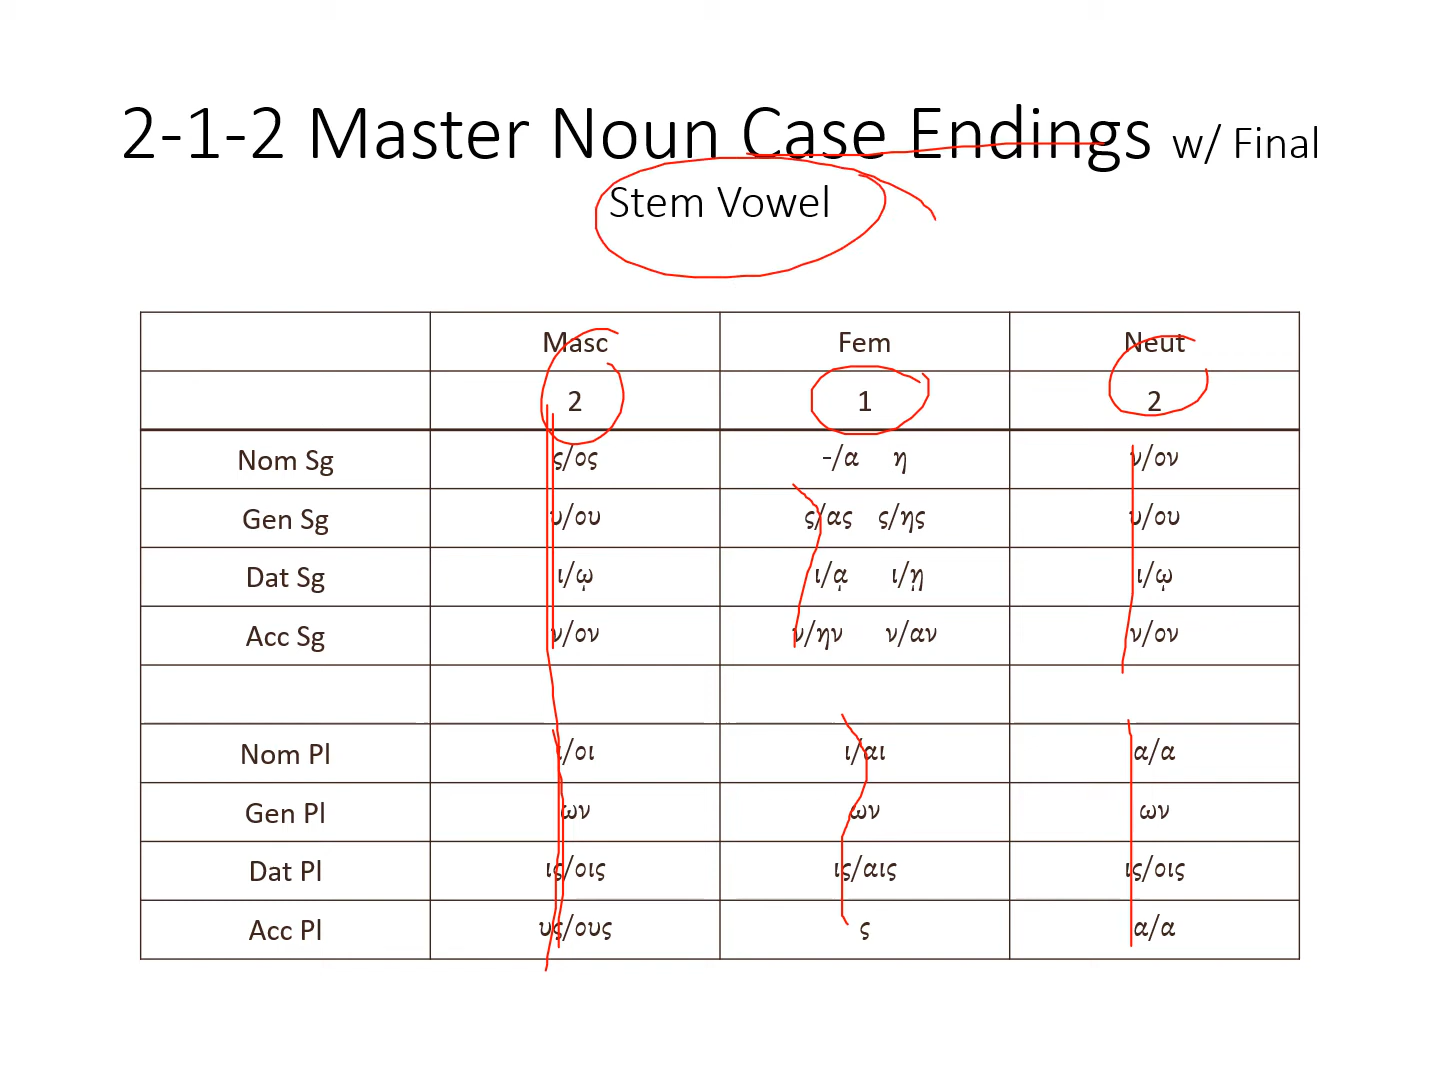 2-1-2 Master Noun Case Endings w/ Final
Stem Vowel
Masc Fem Neut
2 1 2
Nom Sg ς/ος -/α η ν/ον
Gen Sg υ/ου ς/ας ς/ης υ/ου
Dat Sg ι/ῳ ι/ᾳ ι/ῃ ι/ῳ
Acc Sg ν/ον ν/ην ν/αν ν/ον
Nom Pl ι/οι ι/αι α/α
Gen Pl ων ων ων
Dat Pl ις/οις ις/αις ις/οις
Acc Pl υς/ους ς α/α